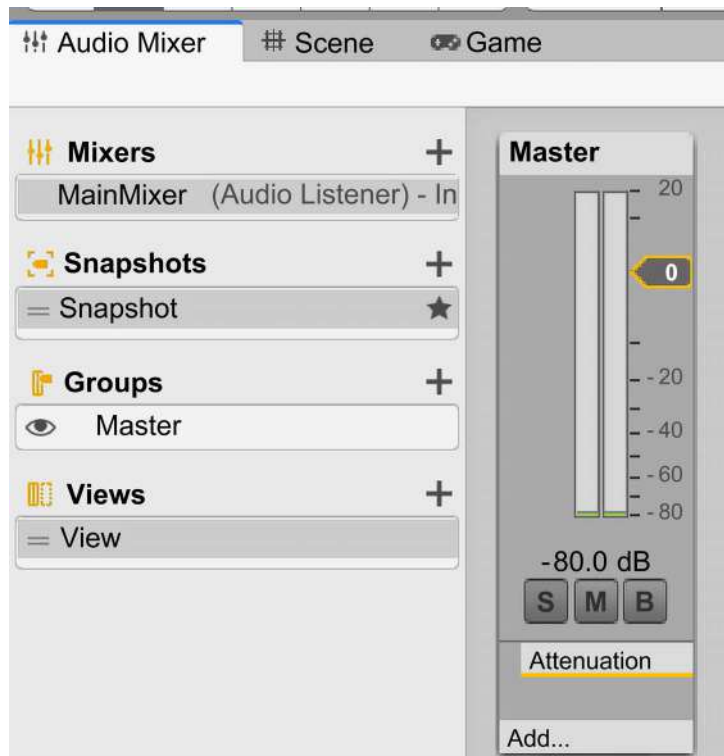 Audio Mixer
Scene
Game
Mixers
MainMixer (Audio Listener) - In
Snapshots
Snapshot
Groups
Master
Views
View
Master
20
0
-20
-40
-60
-80
-80.0 dB
S M B
Attenuation
Add...